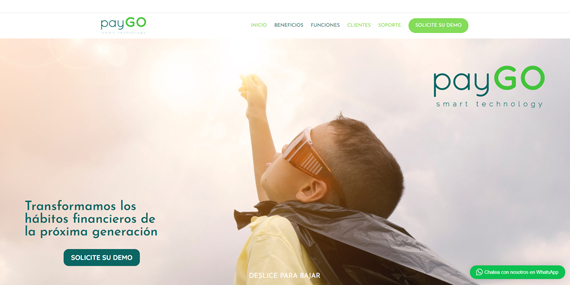 payGO
smart technology
INICIO BENEFICIOS FUNCIONES CLIENTES SOPORTE SOLICITE SU DEMO
payGO
smart technology
Transformamos los
hábitos financieros de
la próxima generación
SOLICITE SU DEMO
DESLICE PARA BAJAR
Chatea con nosotros en WhatsApp